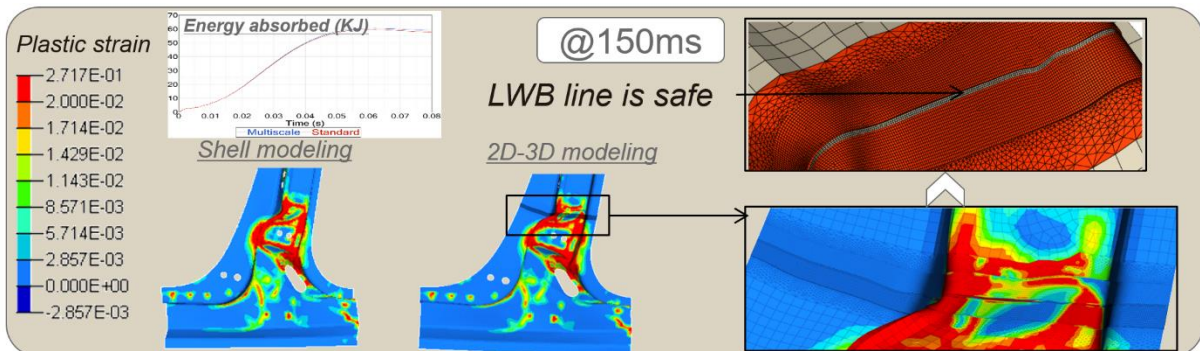 Plastic strain
2.717E-01
2.000E-02
1.714E-02
1.429E-02
1.143E-02
8.571E-03
5.714E-03
2.857E-03
0.000E+00
-2.857E-03
Energy absorbed (KJ)
70
60
50
40
30
20
10
0
0 0.01 0.02 0.03 0.04 0.05 0.06 0.07 0.08
Time (s)
Multiscale Standard
Shell modeling
2D-3D modeling
@150ms
LWB line is safe